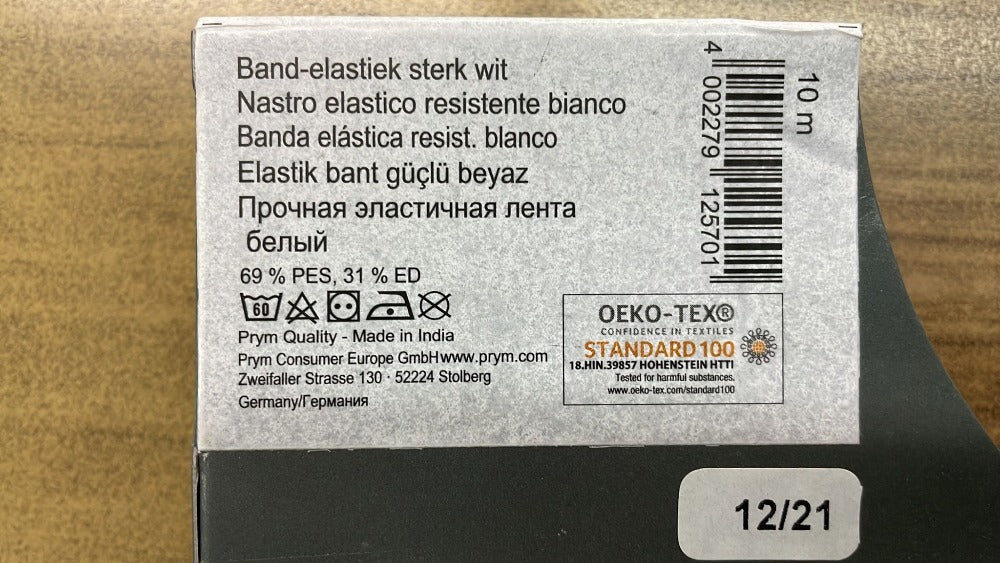 Band-elastiek sterk wit
Nastro elastico resistente bianco
Banda elástica resist. blanco
Elastik bant güçlü beyaz
Прочная эластичная лента
белый
69 % PES, 31 % ED
60
Prym Quality - Made in India
Prym Consumer Europe GmbHwww.prym.com
Zweifaller Strasse 130 · 52224 Stolberg
Germany/Германия
10 m
4 002279 125701
OEKO-TEX®
CONFIDENCE IN TEXTILES
STANDARD 100
18.HIN.39857 HOHENSTEIN HTTI
Tested for harmful substances.
www.oeko-tex.com/standard100
12/21